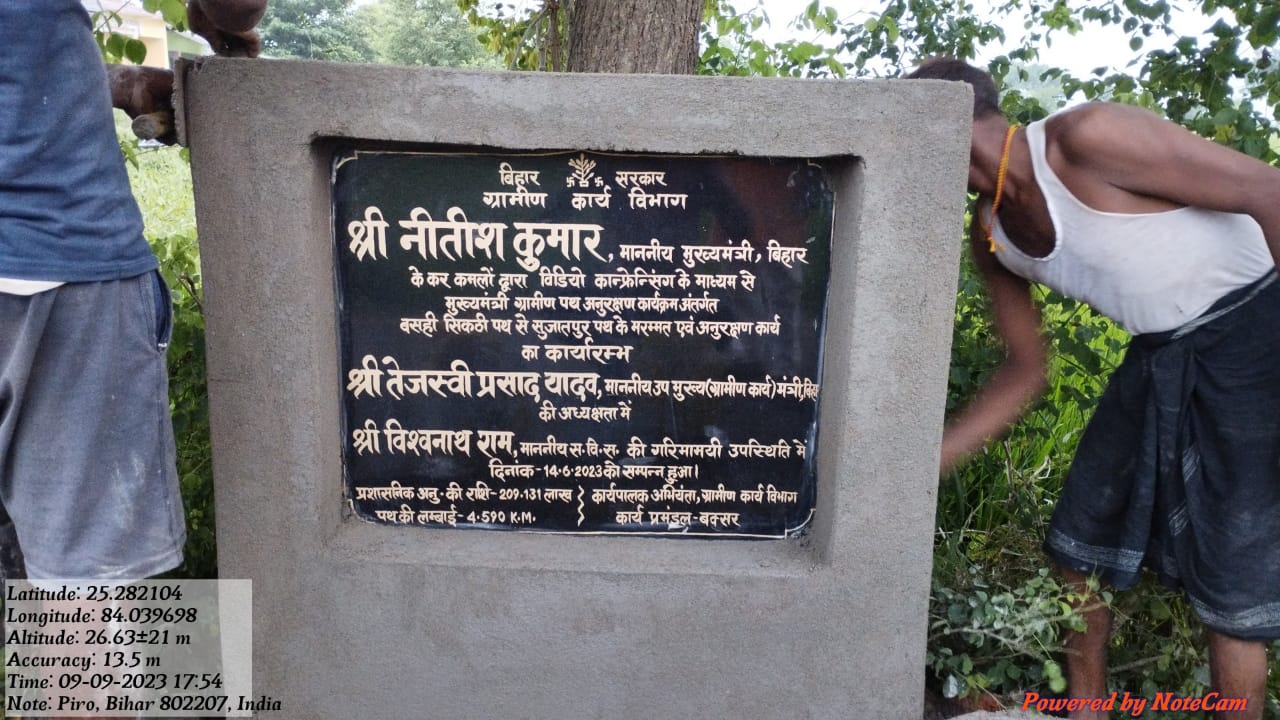 बिहार सरकार
ग्रामीण कार्य विभाग
श्री नीतीश कुमार, माननीय मुख्यमंत्री, बिहार
के कर कमलों द्वारा विडियो कान्फ्रेन्सिंग के माध्यम से
मुख्यमंत्री ग्रामीण पथ अनुरक्षण कार्यक्रम अंतर्गत
बसही सिकठी पथ से सुजातपुर पथ के मरम्मत एवं अनुरक्षण कार्य
का कार्यारम्भ
श्री तेजस्वी प्रसाद यादव, माननीय उप मुख्य(ग्रामीण कार्य) मंत्री,
की अध्यक्षता में
श्री विश्वनाथ राम, माननीय स.वि.स. की गरिमामयी उपस्थिति में
दिनांक-14.6.2023 को सम्पन्न हुआ।
प्रशासनिक अनु.की राशि-209.131 लाख
पथ की लम्बाई-4.590 K.M.
कार्यपालक अभियंता, ग्रामीण कार्य विभाग
कार्य प्रमंडल-बक्सर
Latitude: 25.282104
Longitude: 84.039698
Altitude: 26.63±21 m
Accuracy: 13.5 m
Time: 09-09-2023 17:54
Note: Piro, Bihar 802207, India
Powered by NoteCam